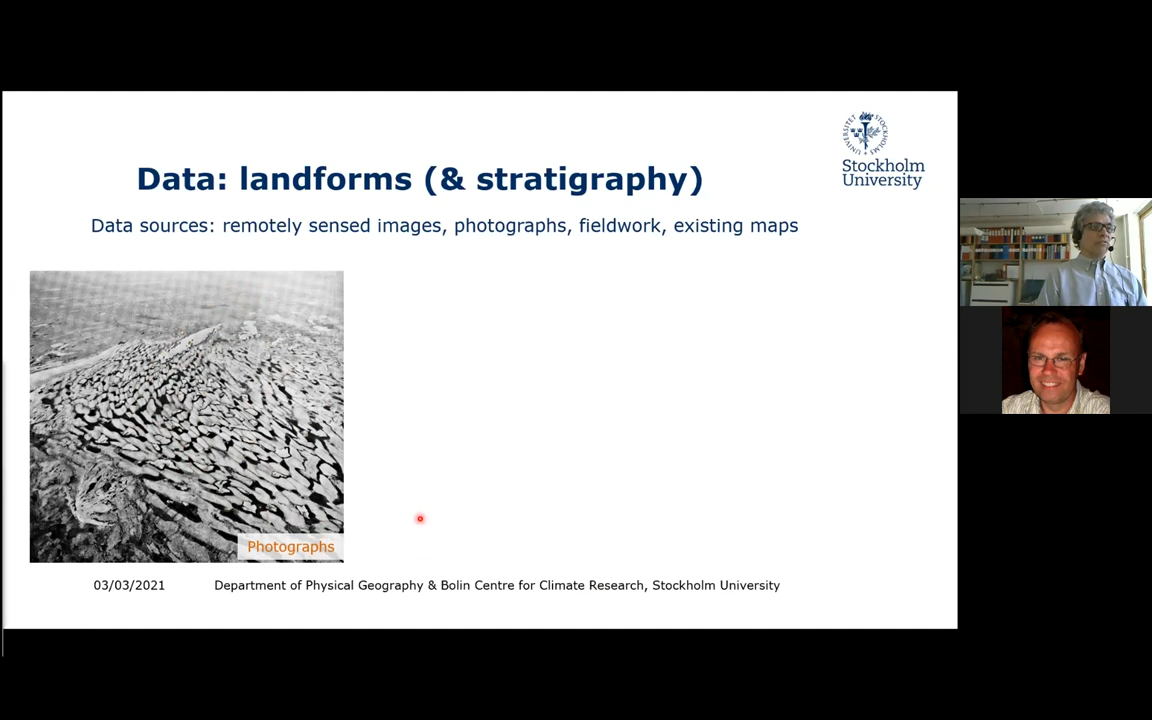 Data: landforms (& stratigraphy)
Stockholm
University
Data sources: remotely sensed images, photographs, fieldwork, existing maps
Photographs
03/03/2021 Department of Physical Geography & Bolin Centre for Climate Research, Stockholm University